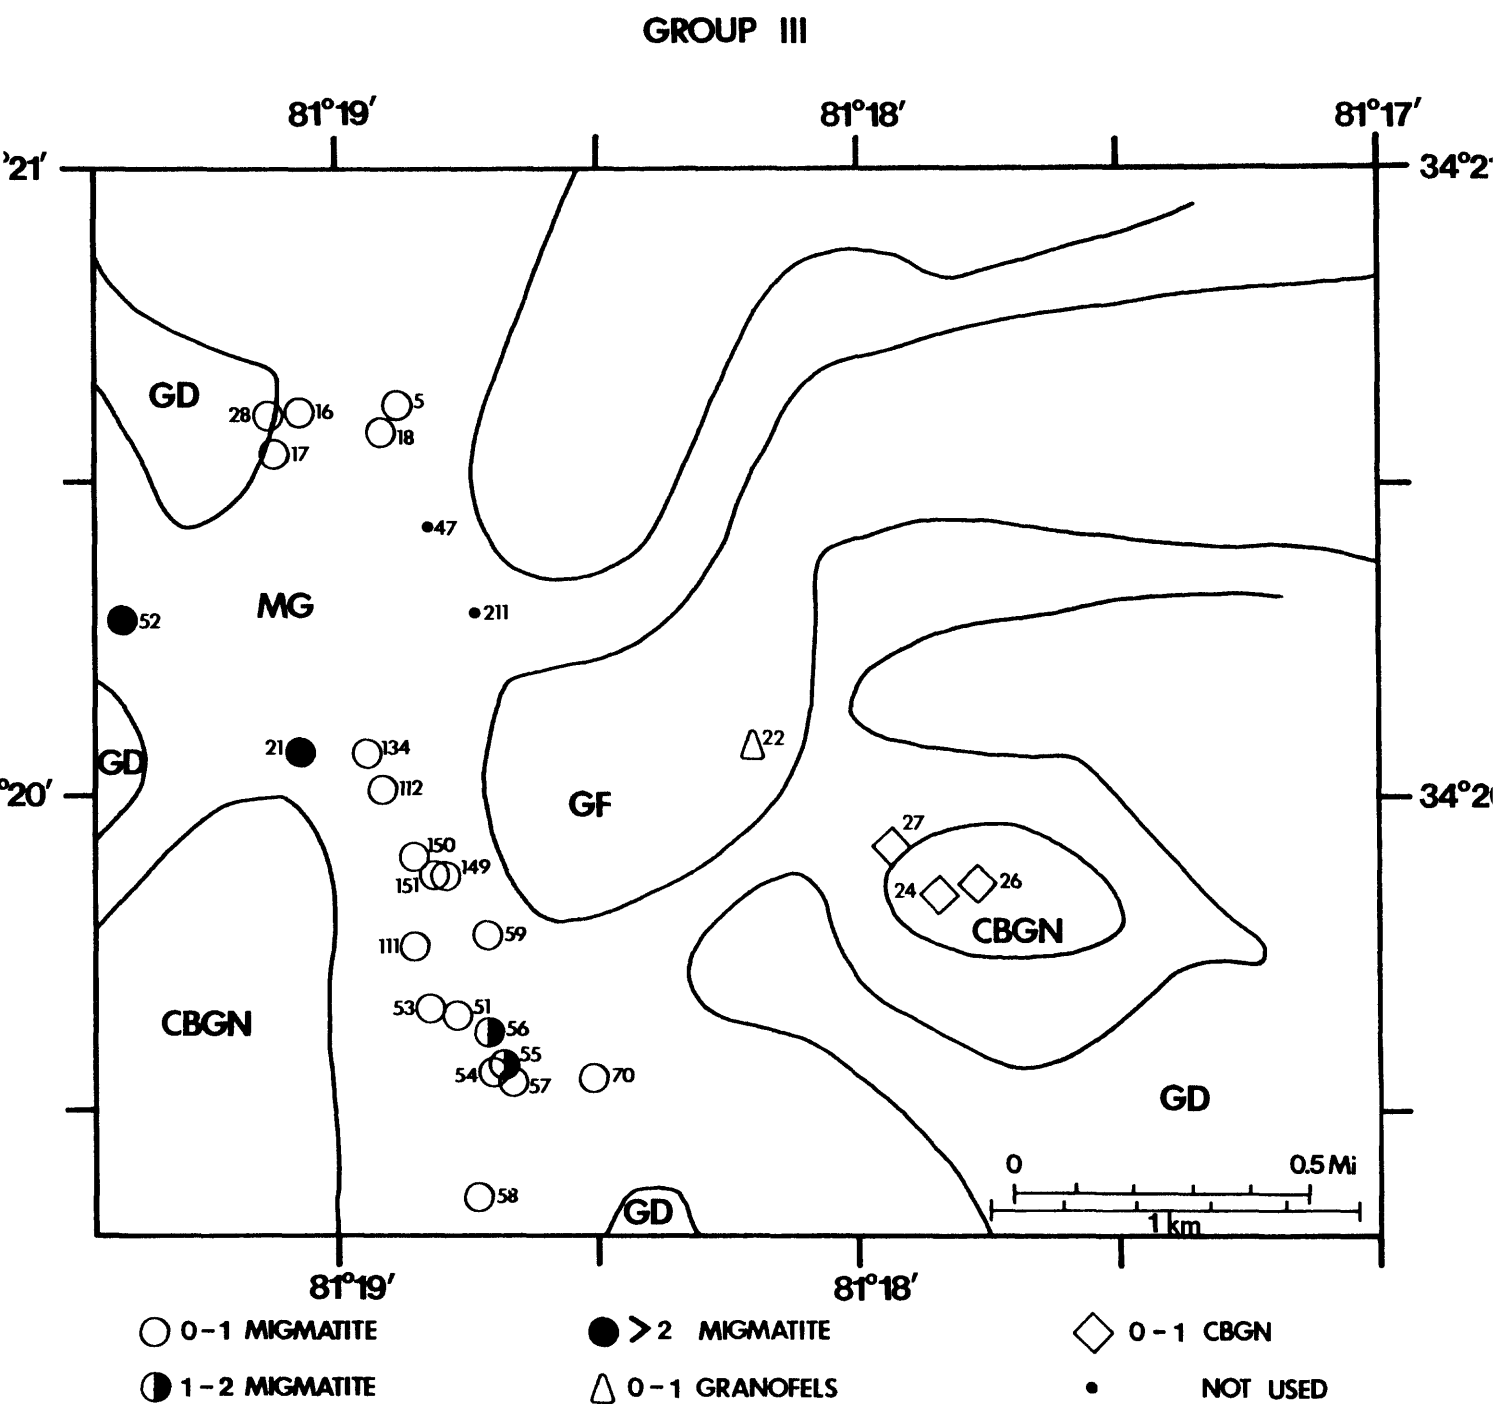 GROUP III
81°19′ 81°18′ 81°17′
°21′ 34°21
GD
28 16 5
18
17
47
MG
52 211
21 134 22
GD
°20′ 112 GF 34°20
27
150
151 149
24 26
111 59 CBGN
CBGN
53 51
56
55
54 57 70
GD
0 0.5 Mi
58
GD
1 km
81°19′ 81°18′
0-1 MIGMATITE >2 MIGMATITE 0-1 CBGN
1-2 MIGMATITE 0-1 GRANOFELS NOT USED